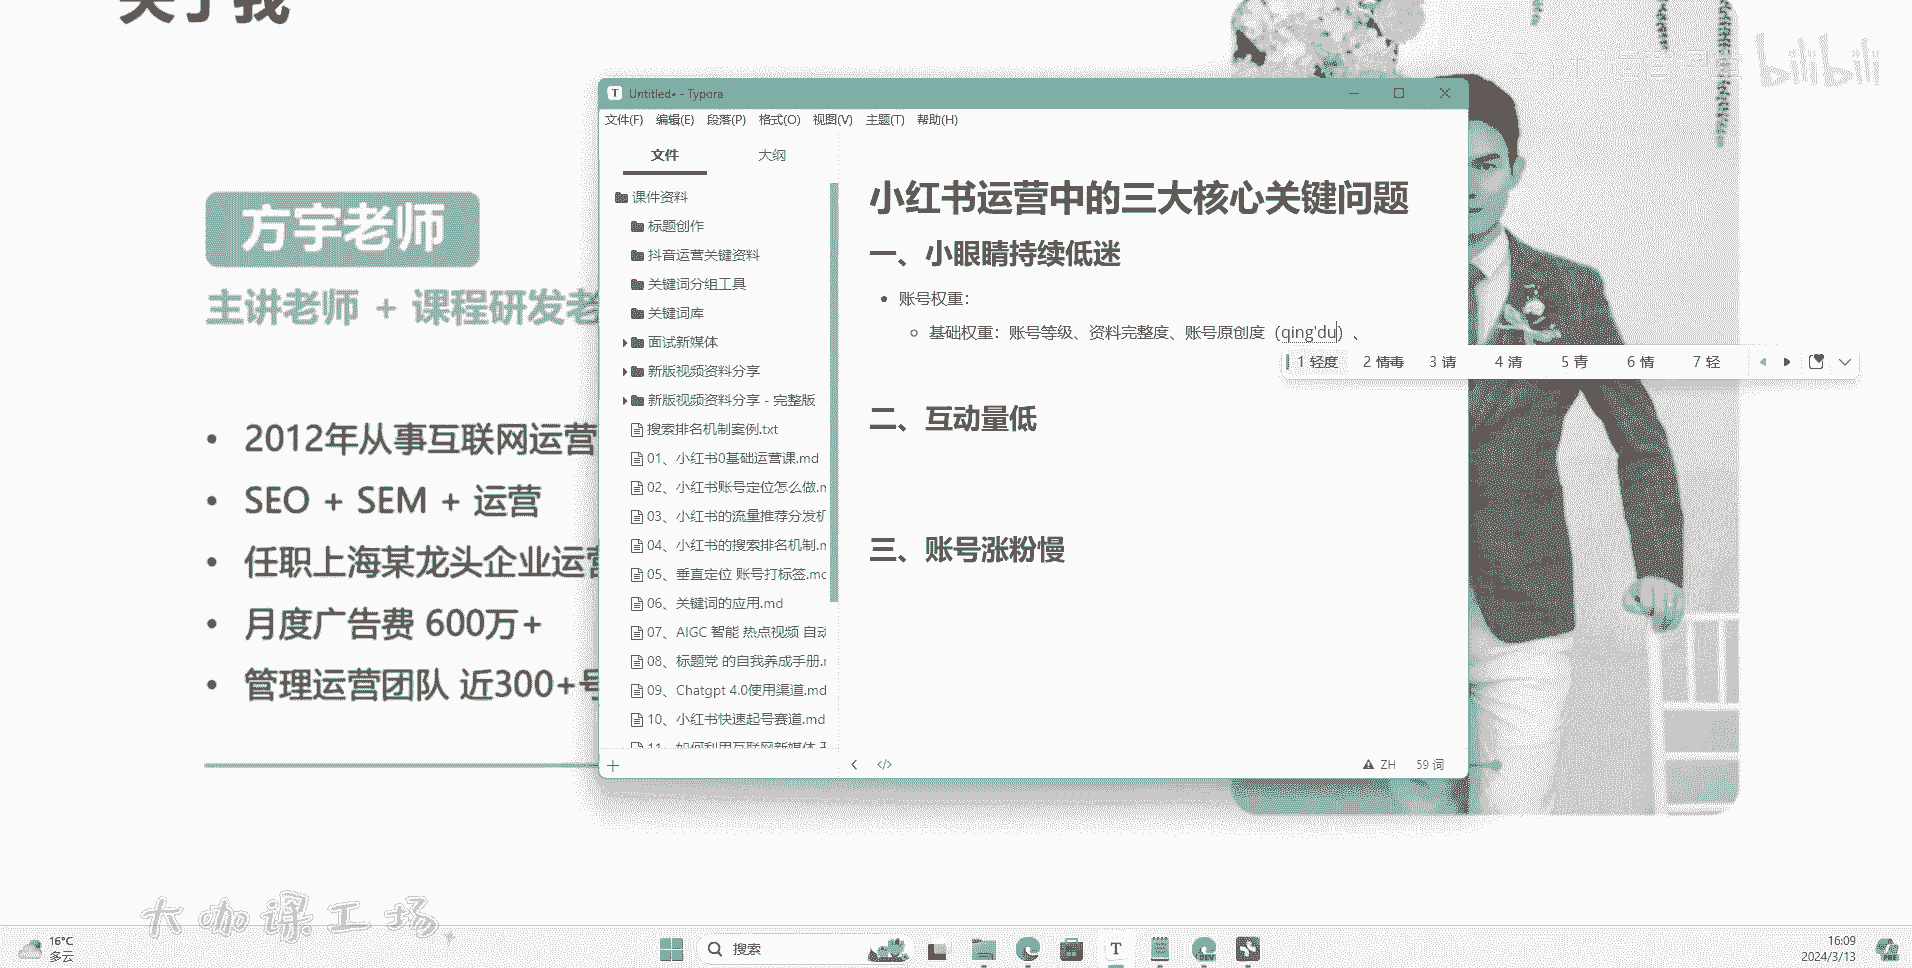 关于我
bilibili
方宇老师
主讲老师 + 课程研发老
2012年从事互联网运营
SEO + SEM + 运营
任职上海某龙头企业运营
月度广告费 600万+
管理运营团队 近300+号
Untitled• - Typora
文件(F) 编辑(E) 段落(P) 格式(O) 视图(V) 主题(T) 帮助(H)
文件 大纲
课件资料
标题创作
抖音运营关键资料
关键词分组工具
关键词库
面试新媒体
新版视频资料分享
新版视频资料分享 - 完整版
搜索排名机制案例.txt
01、小红书0基础运营课.md
02、小红书账号定位怎么做.m
03、小红书的流量推荐分发机
04、小红书的搜索排名机制.m
05、垂直定位 账号打标签.md
06、关键词的应用.md
07、AIGC 智能 热点视频 自动
08、标题党 的自我养成手册.m
09、Chatgpt 4.0使用渠道.md
10、小红书快速起号赛道.md
11、如何利用互联网新媒体
小红书运营中的三大核心关键问题
一、小眼睛持续低迷
账号权重：
基础权重：账号等级、资料完整度、账号原创度（qing'du）、
1 轻度 2 情毒 3 请 4 清 5 青 6 情 7 轻
二、互动量低
三、账号涨粉慢
</> ZH 59 词
大咖课工场
16°C
多云
搜索
T
DEV
16:09
2024/3/13
PRE